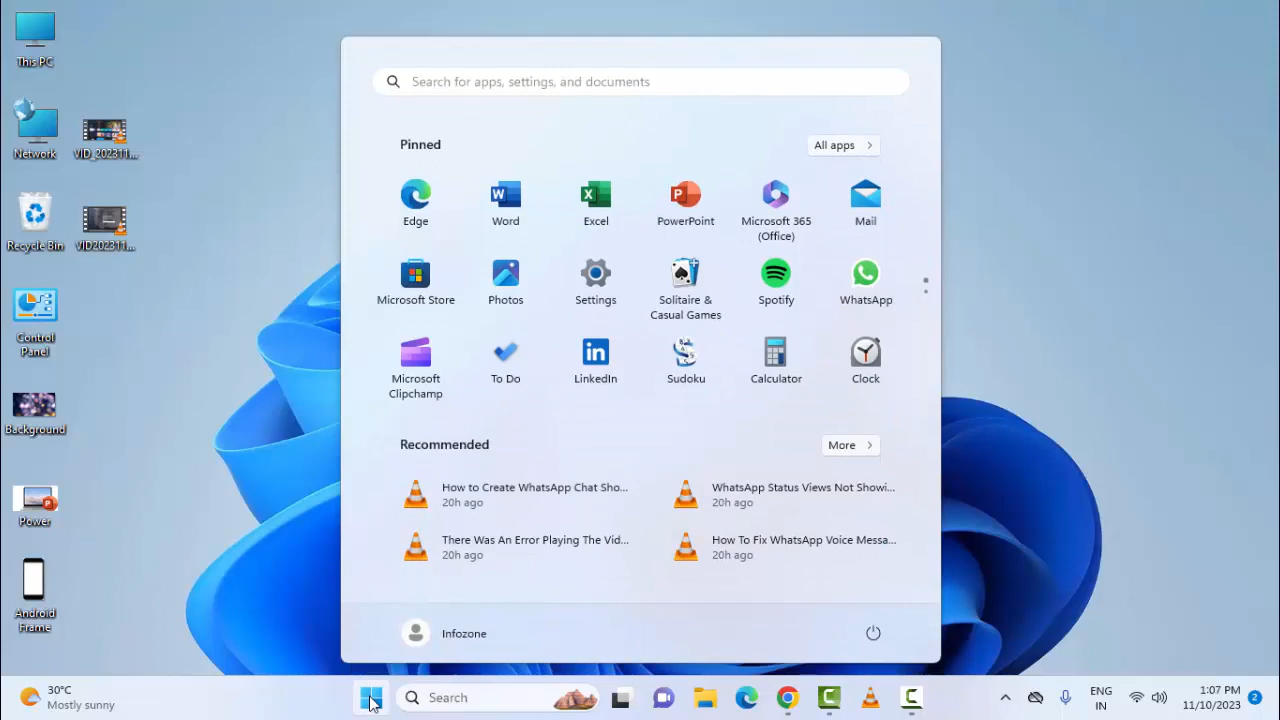 This PC
Network
VID_202311...
Recycle Bin
VID202311...
Control
Panel
Background
Power
Android
Frame
Search for apps, settings, and documents
Pinned
All apps
Edge
Word
Excel
PowerPoint
Microsoft 365
(Office)
Mail
Microsoft Store
Photos
Settings
Solitaire &
Casual Games
Spotify
WhatsApp
Microsoft
Clipchamp
To Do
LinkedIn
Sudoku
Calculator
Clock
Recommended
More
How to Create WhatsApp Chat Sho...
20h ago
WhatsApp Status Views Not Showi...
20h ago
There Was An Error Playing The Vid...
20h ago
How To Fix WhatsApp Voice Messa...
20h ago
Infozone
30°C
Mostly sunny
Search
ENG
IN
1:07 PM
11/10/2023
2